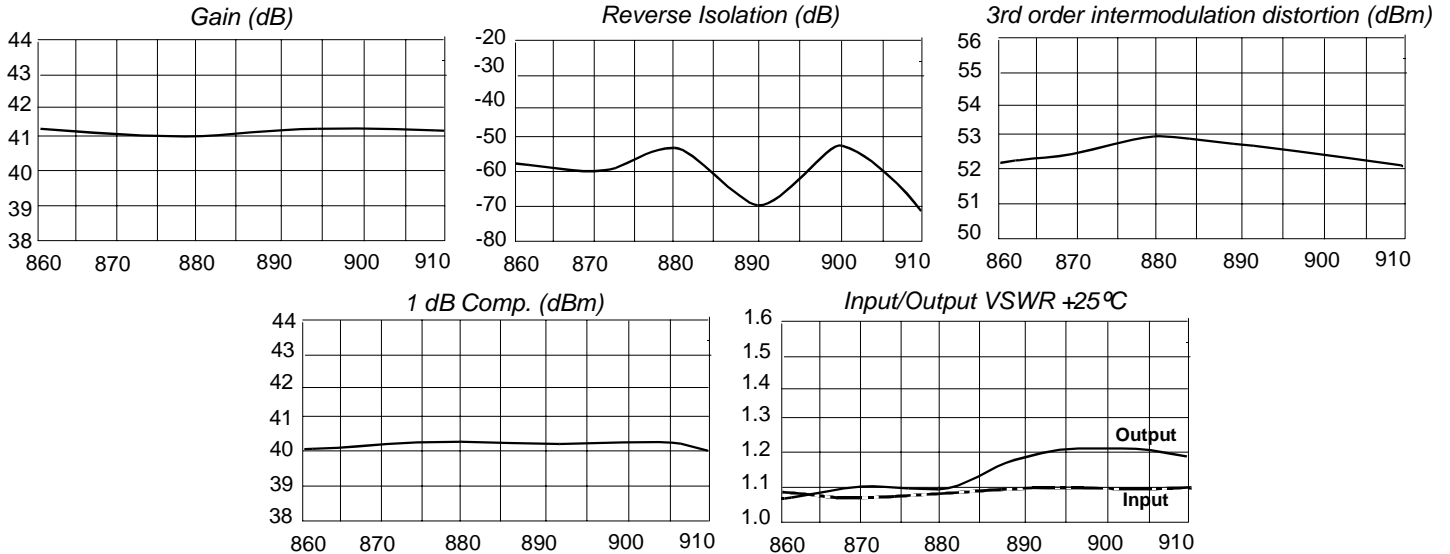 Gain (dB)
44
43
42
41
40
39
38
860 870 880 890 900 910
Reverse Isolation (dB)
-20
-30
-40
-50
-60
-70
-80
860 870 880 890 900 910
3rd order intermodulation distortion (dBm)
56
55
54
53
52
51
50
860 870 880 890 900 910
1 dB Comp. (dBm)
44
43
42
41
40
39
38
860 870 880 890 900 910
Input/Output VSWR +25ºC
1.6
1.5
1.4
1.3
1.2
1.1
1.0
Output
Input
860 870 880 890 900 910